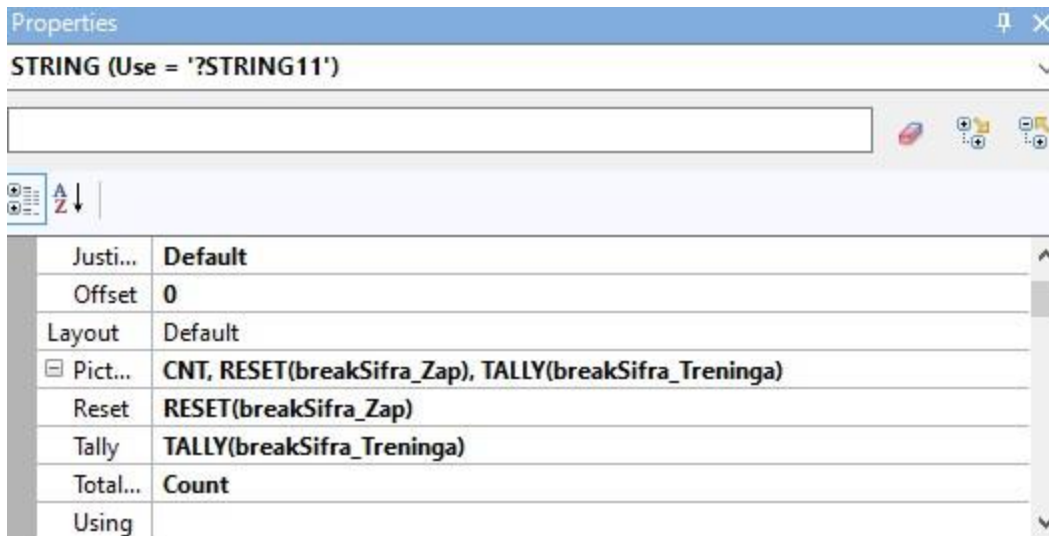 Properties
STRING (Use = '?STRING11')
A
Z
Justi... Default
Offset 0
Layout Default
Pict... CNT, RESET(breakSifra_Zap), TALLY(breakSifra_Treninga)
Reset RESET(breakSifra_Zap)
Tally TALLY(breakSifra_Treninga)
Total... Count
Using